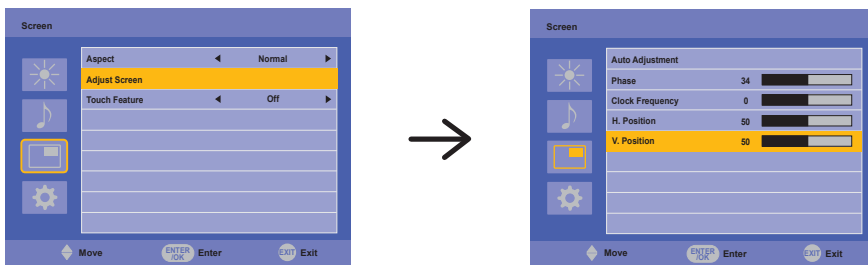 Screen
Aspect Normal
Adjust Screen
Touch Feature Off
Move ENTER/OK Enter EXIT Exit
Screen
Auto Adjustment
Phase 34
Clock Frequency 0
H. Position 50
V. Position 50
Move ENTER/OK Enter EXIT Exit